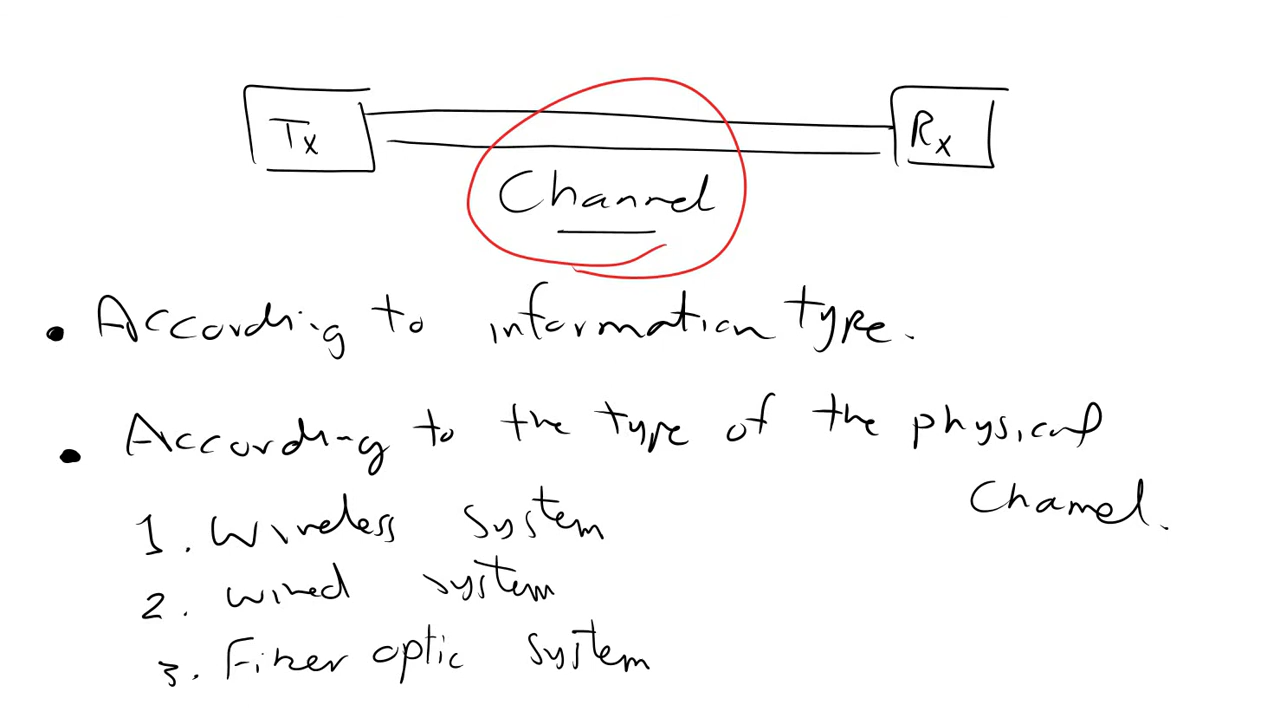 Tx Rx
Channel
• According to information type.
• According to the type of the physical
Channel.
1. Wireless system
2. wired system
3. Fiber optic system